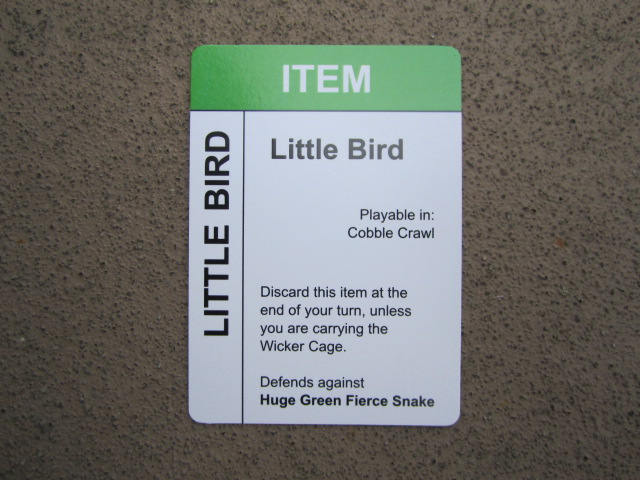 ITEM
LITTLE BIRD
Little Bird
Playable in:
Cobble Crawl
Discard this item at the
end of your turn, unless
you are carrying the
Wicker Cage.
Defends against
Huge Green Fierce Snake